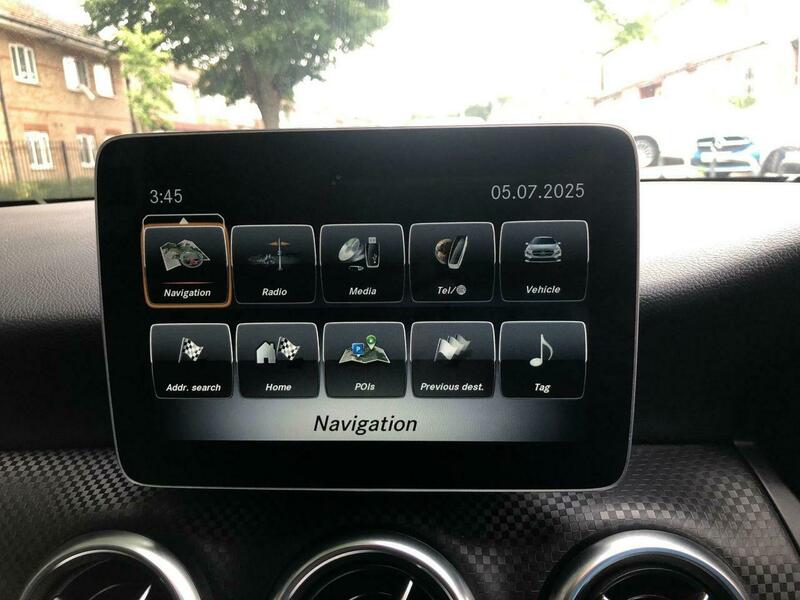 3:45 05.07.2025
Navigation Radio Media Tel/ Vehicle
Addr. search Home POIs Previous dest. Tag
Navigation